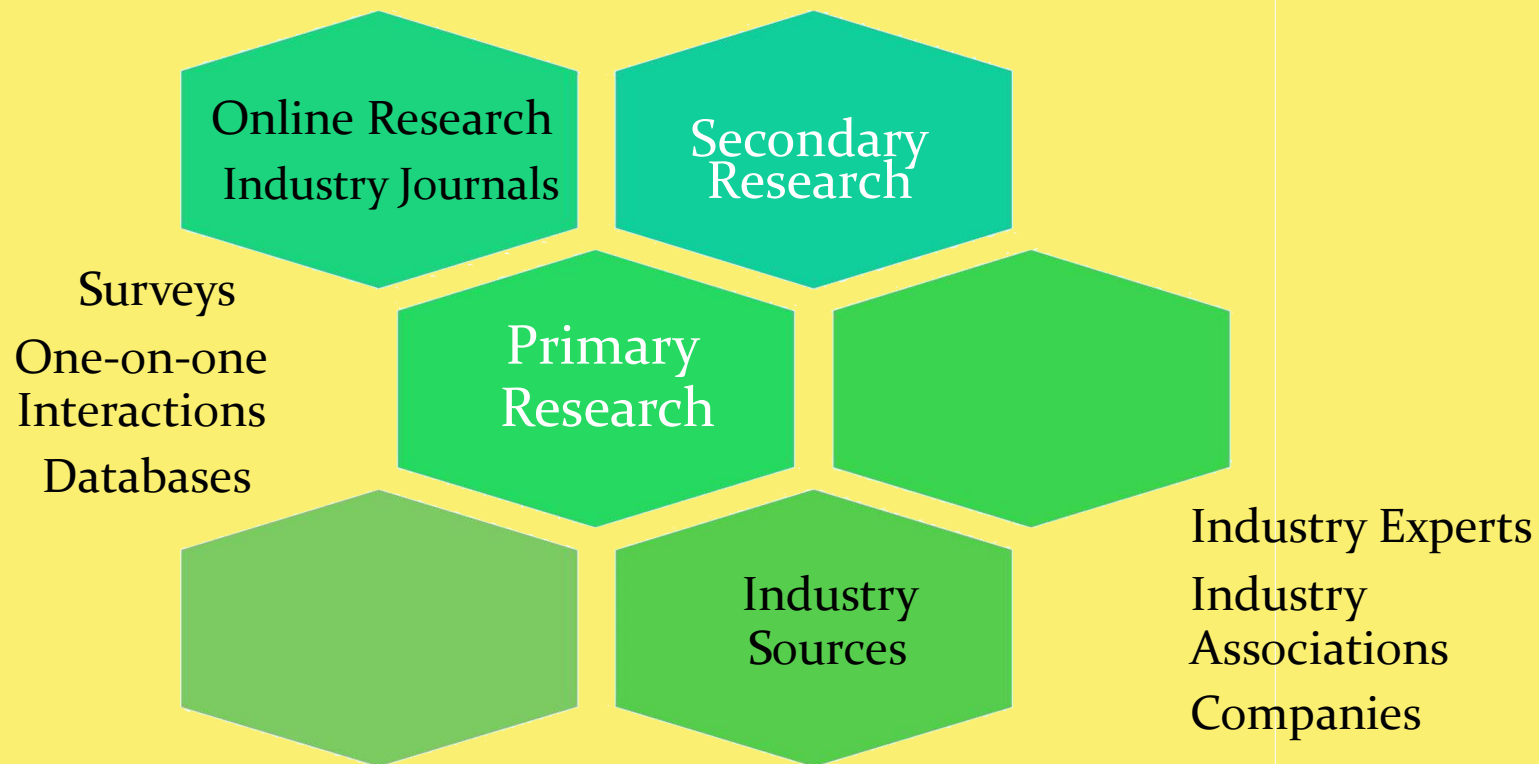 Online Research
Industry Journals
Secondary
Research
Surveys
One-on-one
Interactions
Databases
Primary
Research
Industry
Sources
Industry Experts
Industry
Associations
Companies